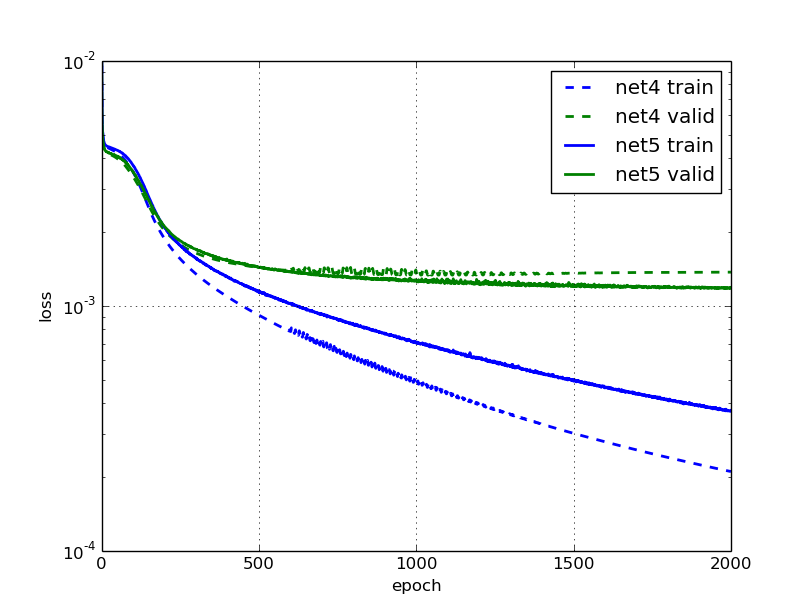 10^-2
net4 train
net4 valid
net5 train
net5 valid
10^-3
loss
10^-4
0 500 1000 1500 2000
epoch